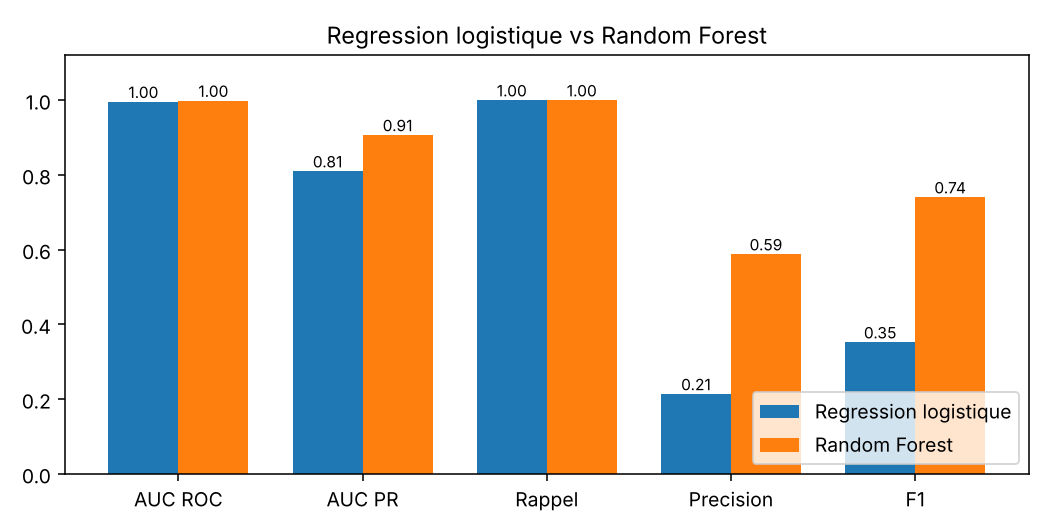 Regression logistique vs Random Forest
1.0
0.8
0.6
0.4
0.2
0.0
1.00
1.00
0.81
0.91
1.00
1.00
0.21
0.59
0.35
0.74
AUC ROC
AUC PR
Rappel
Precision
F1
Regression logistique
Random Forest